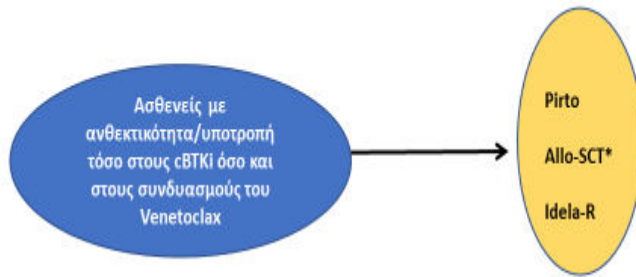 Ασθενείς με
ανθεκτικότητα/υποτροπή
τόσο στους cBTKi όσο και
στους συνδυασμούς του
Venetoclax
Pirto
Allo-SCT*
Idela-R